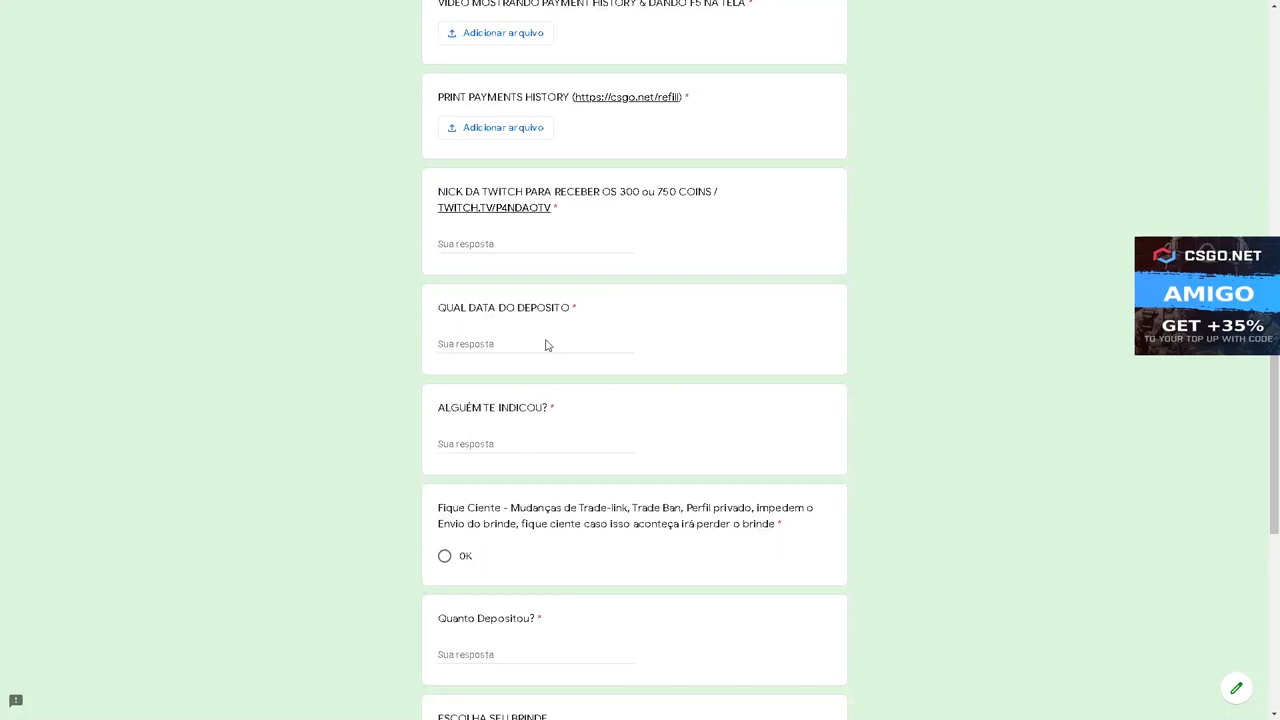 VIDEO MOSTRANDO PAYMENT HISTORY & DANDO F5 NA TELA *
Adicionar arquivo
PRINT PAYMENTS HISTORY (https://csgo.net/refill) *
Adicionar arquivo
NICK DA TWITCH PARA RECEBER OS 300 ou 750 COINS /
TWITCH.TV/P4NDAOTV *
Sua resposta
QUAL DATA DO DEPOSITO *
Sua resposta
ALGUÉM TE INDICOU? *
Sua resposta
Fique Ciente - Mudanças de Trade-link, Trade Ban, Perfil privado, impedem o
Envio do brinde, fique ciente caso isso aconteça irá perder o brinde *
OK
Quanto Depositou? *
Sua resposta
ESCOLHA SEU BRINDE
CSGO.NET
AMIGO
GET +35%
TO YOUR TOP UP WITH CODE